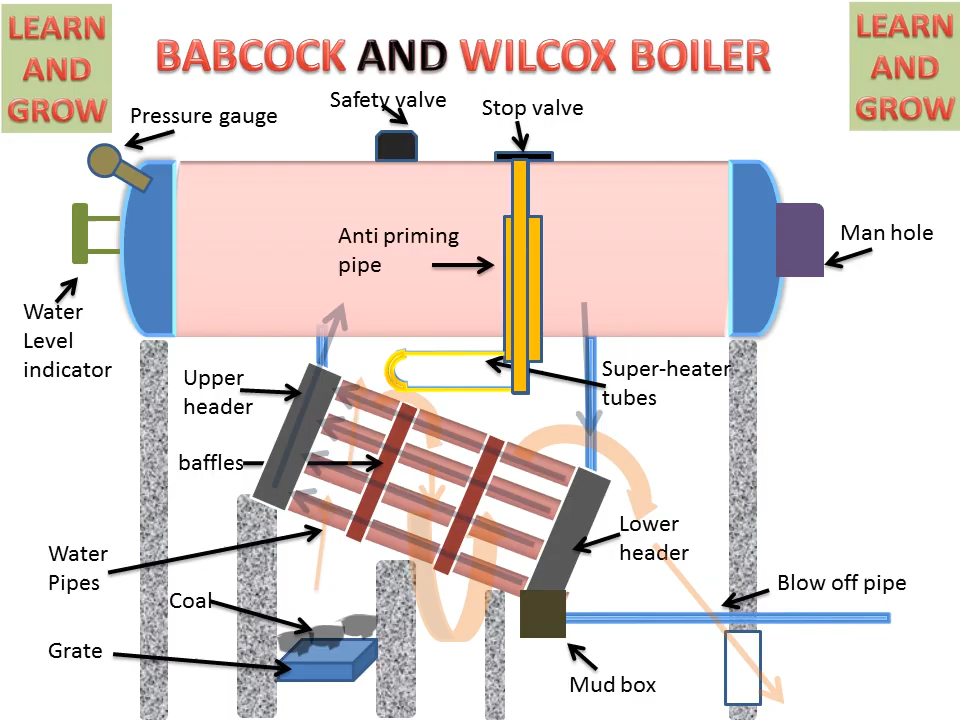 LEARN
AND
GROW
BABCOCK AND WILCOX BOILER
LEARN
AND
GROW
Safety valve
Stop valve
Pressure gauge
Man hole
Anti priming
pipe
Water
Level
indicator
Super-heater
tubes
Upper
header
baffles
Lower
header
Water
Pipes
Blow off pipe
Coal
Grate
Mud box